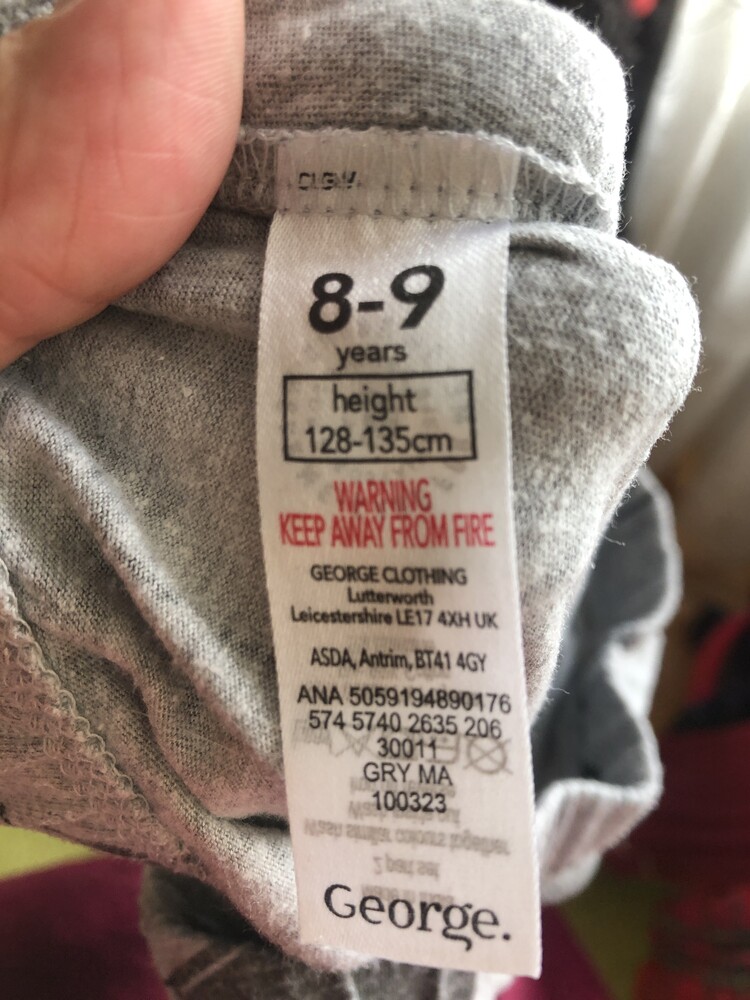 8-9
years
height
128-135cm
WARNING
KEEP AWAY FROM FIRE
GEORGE CLOTHING
Lutterworth
Leicestershire LE17 4XH UK
ASDA, Antrim, BT41 4GY
ANA 5059194890176
574 5740 2635 206
30011
GRY MA
100323
George.